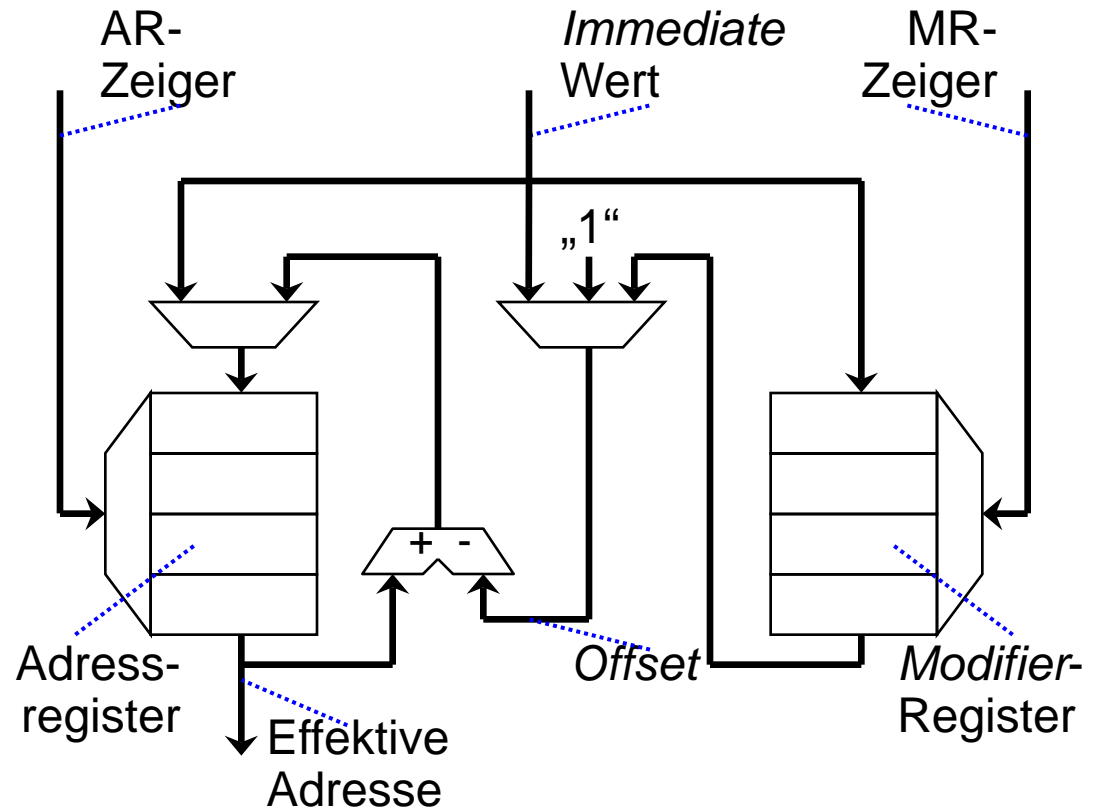 AR-
Zeiger
Immediate
Wert
MR-
Zeiger
„1“
+ -
Adress-
register
Offset
Modifier-
Register
Effektive
Adresse